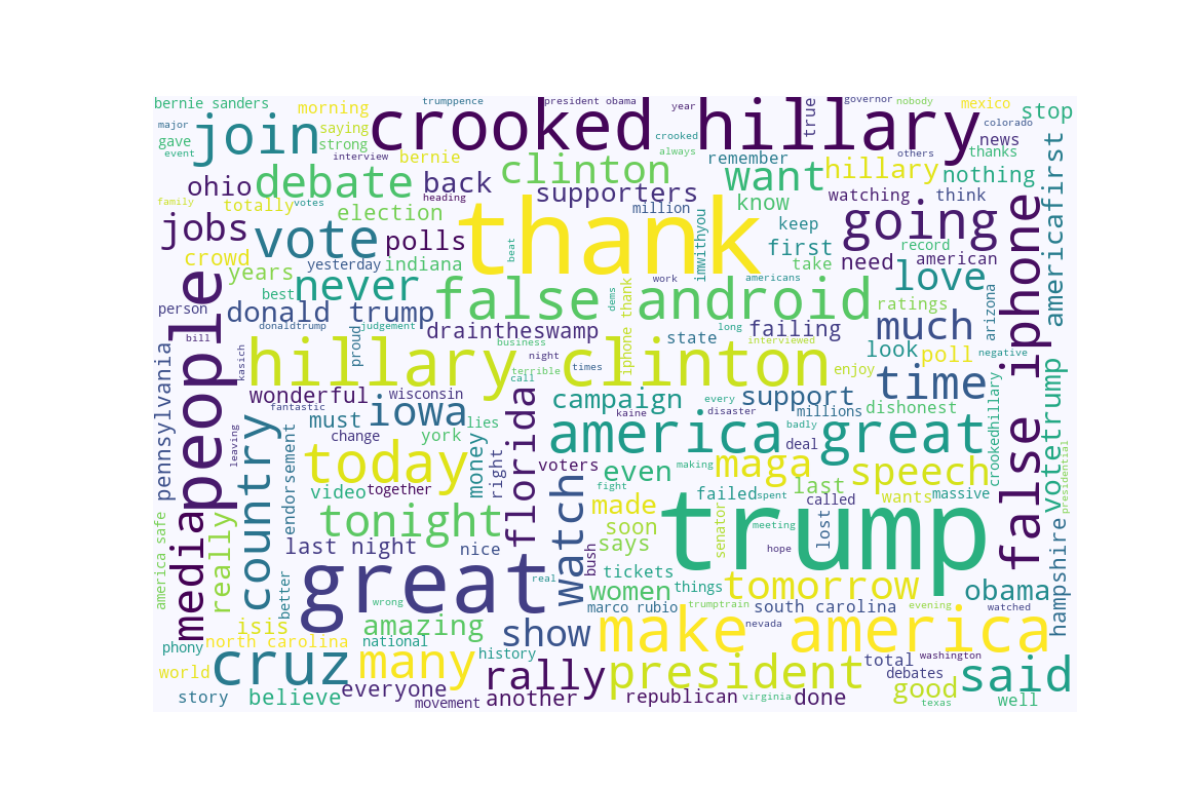 bernie sanders
morning
trumppence
president obama
year
governor
nobody
mexico
stop
major
gave
event
join
saying
strong
interview
crooked hillary
crooked
always
true
others
colorado
news
thanks
bernie
remember
ohio
debate
back
heading
clinton
supporters
million
want
hillary
watching
think
nothing
americafirst
family
totally
votes
election
know
jobs
vote
polls
thank
beat
imwithyou
keep
first
going
record
american
crowd
years
yesterday
indiana
work
americans
take
need
love
best
never
false
dems
android
ratings
arizona
person
donald trump
donaldtrump
proud
judgement
draintheswamp
business
iphone thank
state
long
failing
interviewed
much
look
poll
negative
false iphone
people
bill
kasich
hillary clinton
night
terrible
call
times
enjoy
time
pennsylvania
wonderful
fantastic
wisconsin
campaign
every
support
dishonest
votetrump
leaving
must
iowa
lies
kaine
disaster
millions
crookedhillary
country
endorsement
change
york
florida
america
badly
deal
great
presidential
today
money
right
voters
even
making
maga
speech
video
together
made
fight
failed
spent
last
called
wants
massive
media
america safe
really
tonight
watch
soon
senator
trump
meeting
lost
hampshire
last night
nice
bush
says
hope
better
great
real
tickets
women
things
tomorrow
obama
wrong
marco rubio
trumptrain
south carolina
evening
watched
isis
amazing
show
make america
nevada
phony
north carolina
national
history
washington
world
cruz
many
rally
president
total
debates
said
story
believe
everyone
movement
another
republican
virginia
done
good
texas
well